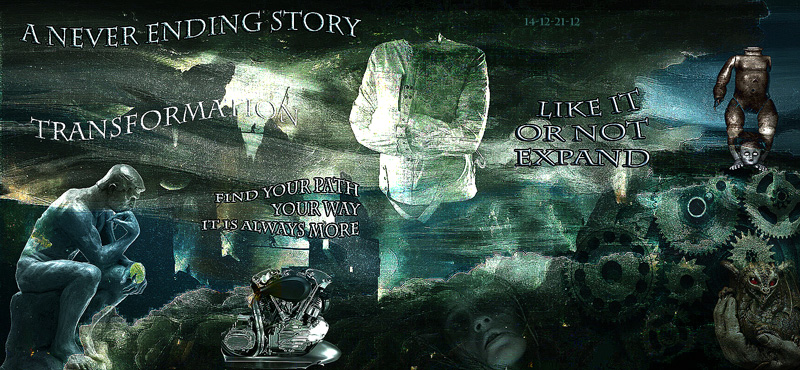 A NEVER ENDING STORY
14-12-21-12
TRANSFORMATION
LIKE IT
OR NOT
EXPAND
FIND YOUR PATH
YOUR WAY
IT IS ALWAYS MORE